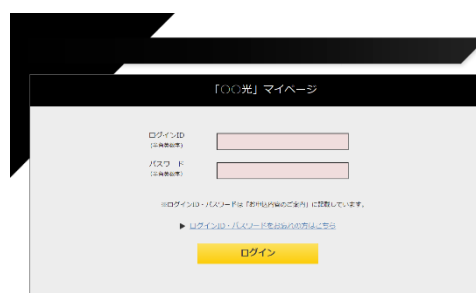 「○○光」マイページ
ログインID
(半角英数字)
パスワード
(半角英数字)
※ログインID・パスワードは「お申込内容のご案内」に記載しています。
▶ ログインID・パスワードをお忘れの方はこちら
ログイン